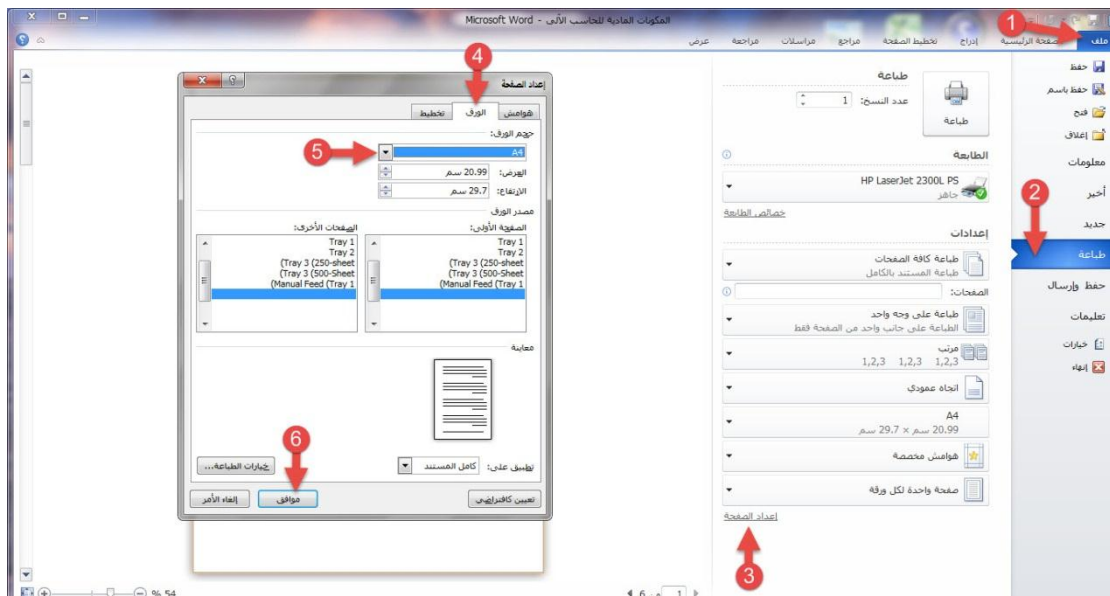 المكونات المادية للحاسب الآلي - Microsoft Word
ملف
الصفحة الرئيسية
إدراج
تخطيط الصفحة
مراجع
مراسلات
مراجعة
عرض
1
حفظ
حفظ باسم
فتح
إغلاق
معلومات
أخير
2
جديد
طباعة
حفظ وإرسال
تعليمات
خيارات
إنهاء
طباعة
عدد النسخ: 1
طباعة
الطابعة
HP LaserJet 2300L PS
جاهز
خصائص الطابعة
إعدادات
طباعة كافة الصفحات
طباعة المستند بالكامل
الصفحات:
طباعة على وجه واحد
الطباعة على جانب واحد من الصفحة فقط
مرتب
1,2,3 1,2,3 1,2,3
اتجاه عمودي
A4
20.99 سم × 29.7 سم
هوامش مخصصة
صفحة واحدة لكل ورقة
إعداد الصفحة
3
1 من 6
4
إعداد الصفحة
هوامش
الورق
تخطيط
حجم الورق:
5
A4
العرض: 20.99 سم
الارتفاع: 29.7 سم
مصدر الورق
الصفحة الأولى:
Tray 1
Tray 2
(Tray 3 (250-sheet
(Tray 3 (500-Sheet
(Manual Feed (Tray 1
الصفحات الأخرى:
Tray 1
Tray 2
(Tray 3 (250-sheet
(Tray 3 (500-Sheet
(Manual Feed (Tray 1
معاينة
6
تطبيق على: كامل المستند
خيارات الطباعة...
تعيين كافتراضي
موافق
إلغاء الأمر
54 %